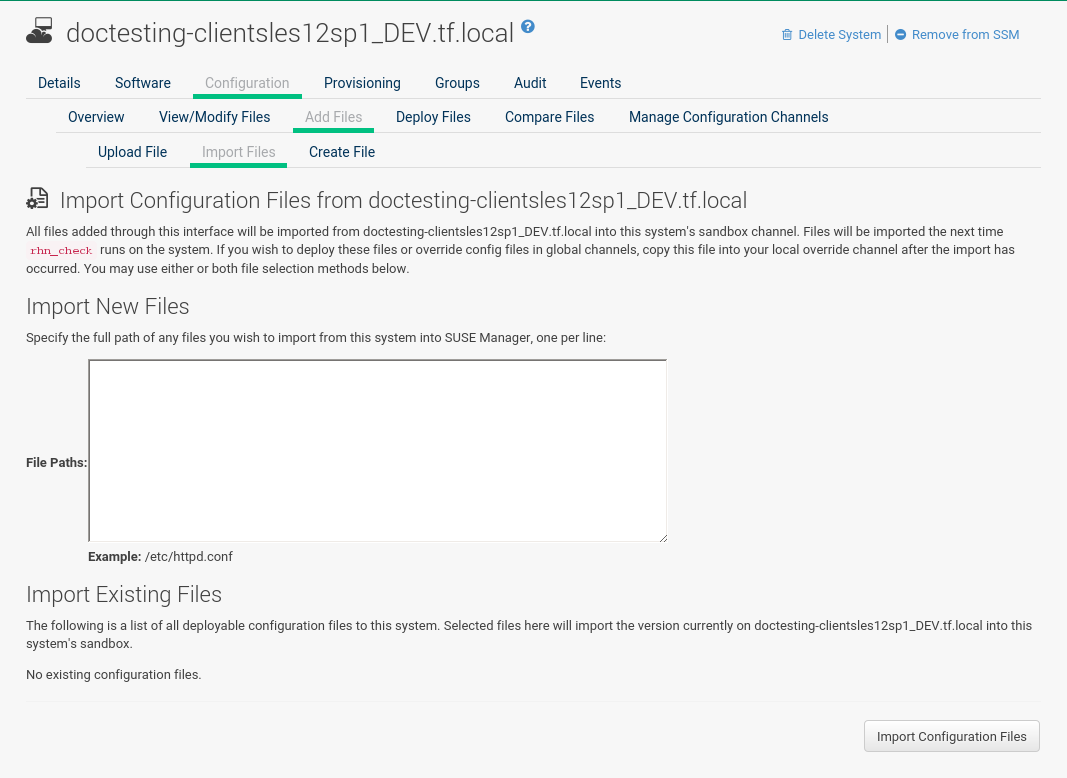 doctesting-clientsles12sp1_DEV.tf.local ?
Delete System | Remove from SSM
Details Software Configuration Provisioning Groups Audit Events
Overview View/Modify Files Add Files Deploy Files Compare Files Manage Configuration Channels
Upload File Import Files Create File
Import Configuration Files from doctesting-clientsles12sp1_DEV.tf.local
All files added through this interface will be imported from doctesting-clientsles12sp1_DEV.tf.local into this system's sandbox channel. Files will be imported the next time
rhn_check runs on the system. If you wish to deploy these files or override config files in global channels, copy this file into your local override channel after the import has
occurred. You may use either or both file selection methods below.
Import New Files
Specify the full path of any files you wish to import from this system into SUSE Manager, one per line:
File Paths:
Example: /etc/httpd.conf
Import Existing Files
The following is a list of all deployable configuration files to this system. Selected files here will import the version currently on doctesting-clientsles12sp1_DEV.tf.local into this
system's sandbox.
No existing configuration files.
Import Configuration Files